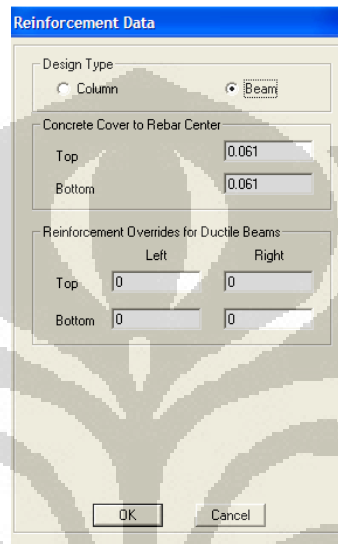 Reinforcement Data
Design Type
Column Beam
Concrete Cover to Rebar Center
Top 0.061
Bottom 0.061
Reinforcement Overrides for Ductile Beams
Left Right
Top 0 0
Bottom 0 0
OK Cancel